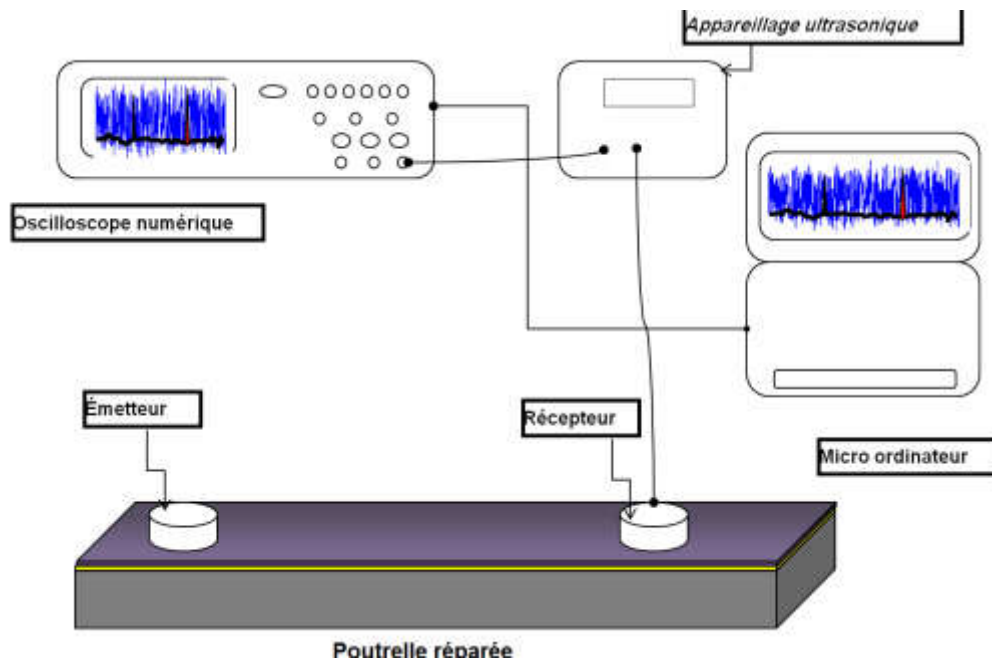 Appareillage ultrasonique
Oscilloscope numérique
Émetteur
Récepteur
Micro ordinateur
Poutrelle réparée